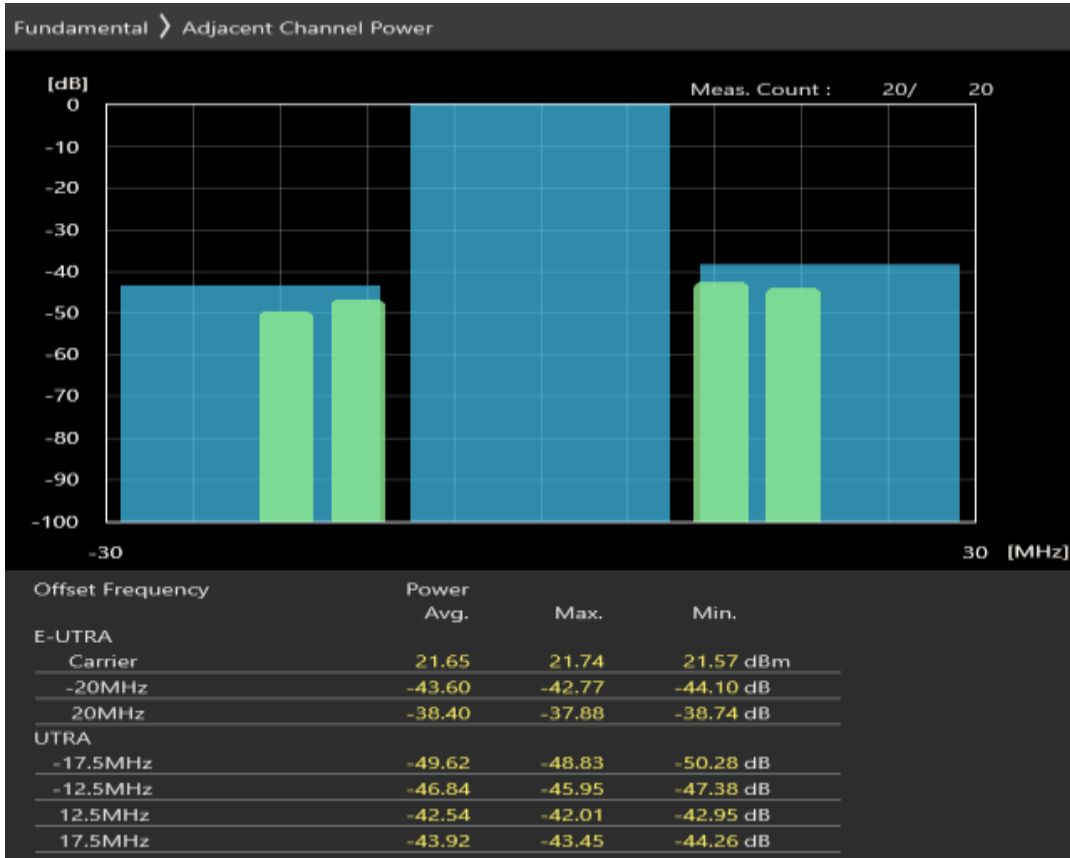 Fundamental 〉 Adjacent Channel Power
[dB]
Meas. Count : 20/ 20
0
-10
-20
-30
-40
-50
-60
-70
-80
-90
-100
-30 30 [MHz]
Offset Frequency Power
Avg. Max. Min.
E-UTRA
Carrier 21.65 21.74 21.57 dBm
-20MHz -43.60 -42.77 -44.10 dB
20MHz -38.40 -37.88 -38.74 dB
UTRA
-17.5MHz -49.62 -48.83 -50.28 dB
-12.5MHz -46.84 -45.95 -47.38 dB
12.5MHz -42.54 -42.01 -42.95 dB
17.5MHz -43.92 -43.45 -44.26 dB